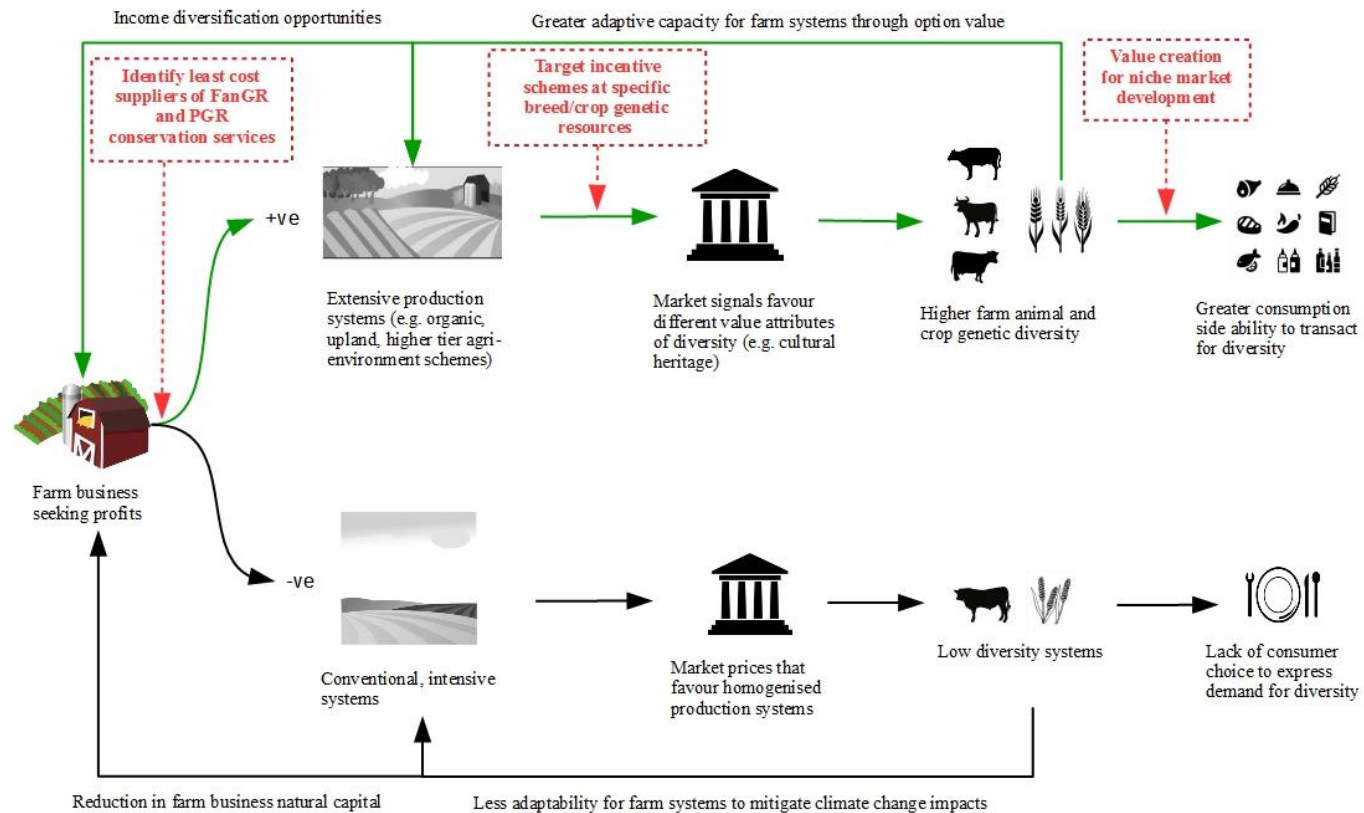 Income diversification opportunities
Greater adaptive capacity for farm systems through option value
Identify least cost
suppliers of FanGR
and PGR
conservation services
Target incentive
schemes at specific
breed/crop genetic
resources
Value creation
for niche market
development
+ve
Extensive production
systems (e.g. organic,
upland, higher tier agri-
environment schemes)
Market signals favour
different value attributes
of diversity (e.g. cultural
heritage)
Higher farm animal and
crop genetic diversity
Greater consumption
side ability to transact
for diversity
Farm business
seeking profits
-ve
Conventional, intensive
systems
Market prices that
favour homogenised
production systems
Low diversity systems
Lack of consumer
choice to express
demand for diversity
Reduction in farm business natural capital
Less adaptability for farm systems to mitigate climate change impacts